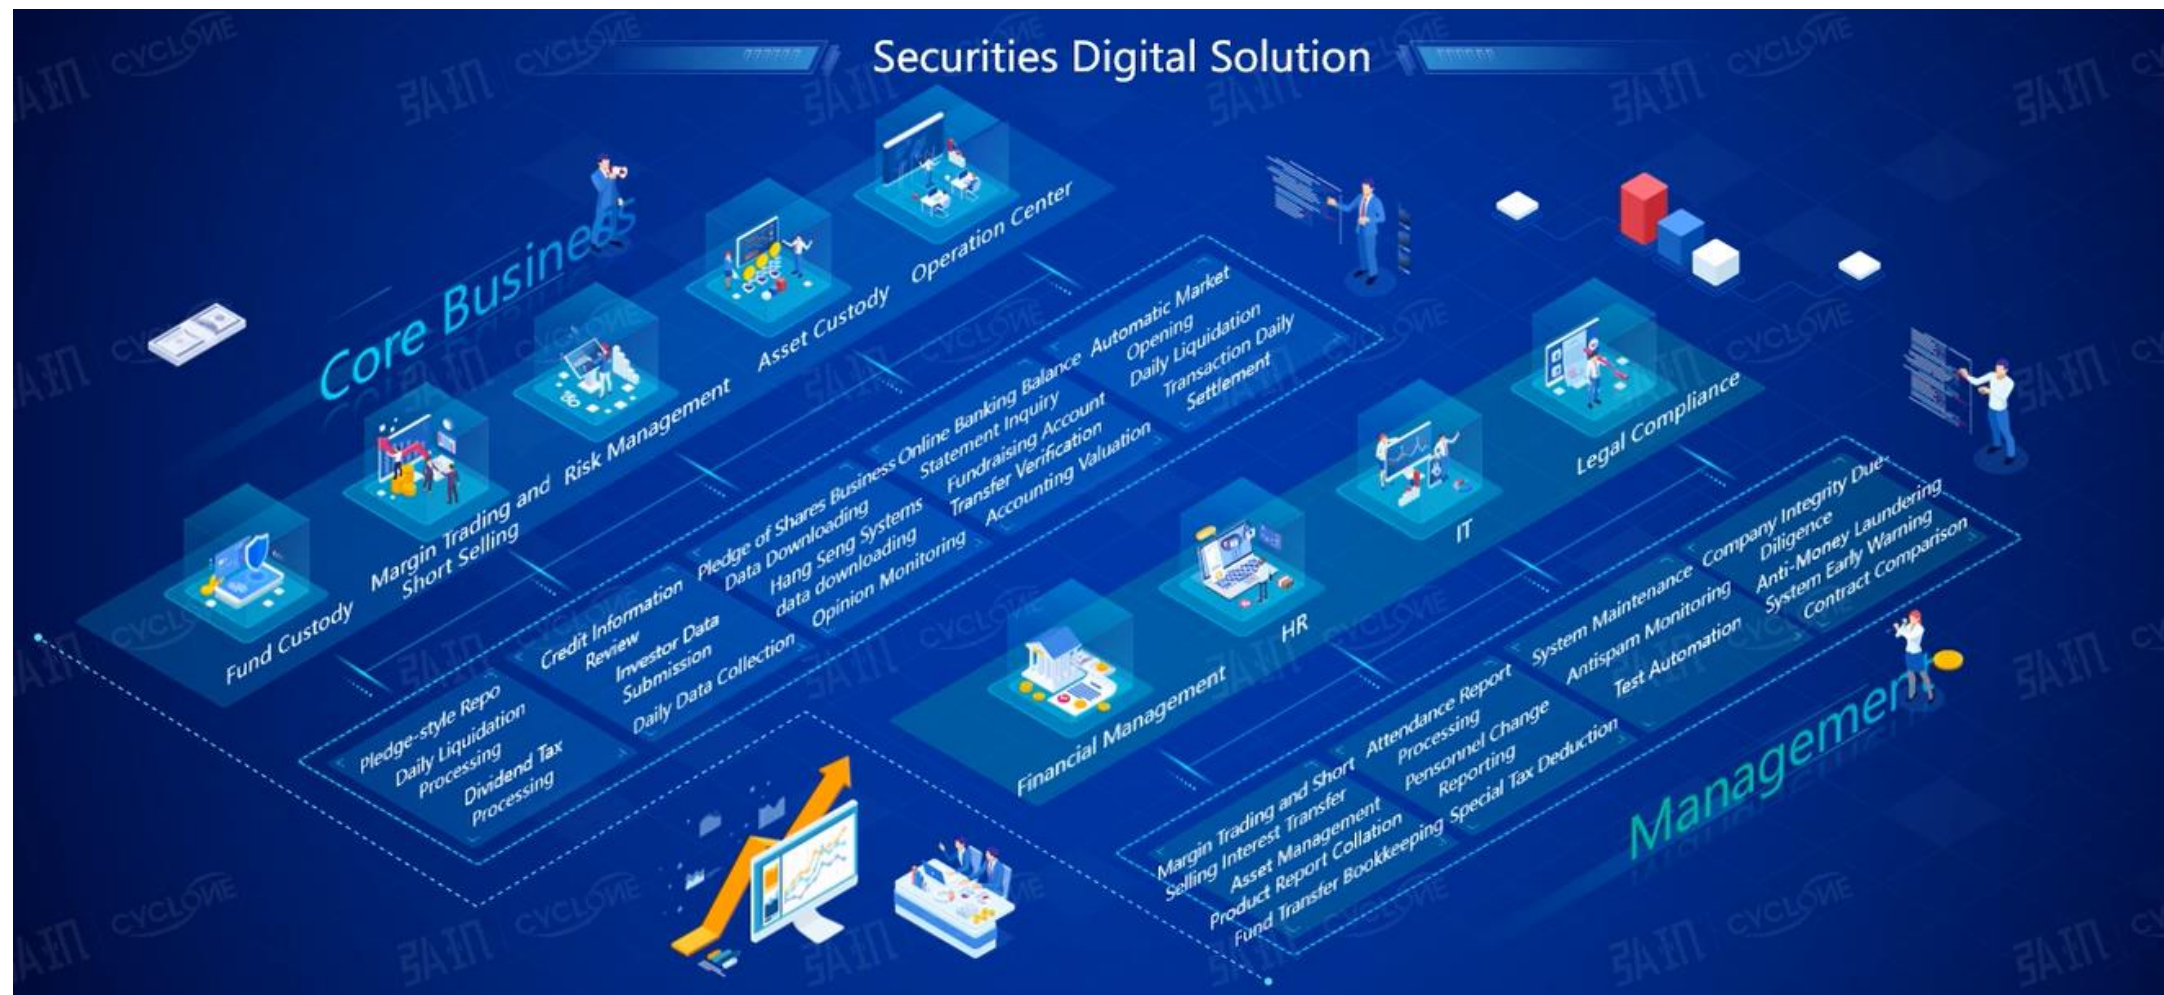 Securities Digital Solution
Core Business
Fund Custody
Margin Trading and
Short Selling
Risk Management
Asset Custody
Operation Center
Pledge-style Repo
Daily Liquidation
Processing
Dividend Tax
Processing
Credit Information
Review
Investor Data
Submission
Daily Data Collection
Pledge of Shares Business
Data Downloading
Hang Seng Systems
data downloading
Opinion Monitoring
Online Banking Balance
Statement Inquiry
Fundraising Account
Transfer Verification
Accounting Valuation
Automatic Market
Opening
Daily Liquidation
Transaction Daily
Settlement
Management
Financial Management
HR
IT
Legal Compliance
Margin Trading and Short
Selling Interest Transfer
Asset Management
Product Report Collation
Fund Transfer Bookkeeping
Attendance Report
Processing
Pensonnel Change
Reporting
Special Tax Deduction
System Maintenance
Antispam Monitoring
Test Automation
Company Integrity Due-
Diligence
Anti-Money Laundering
System Early Warning
Contract Comparison
CYCLONE